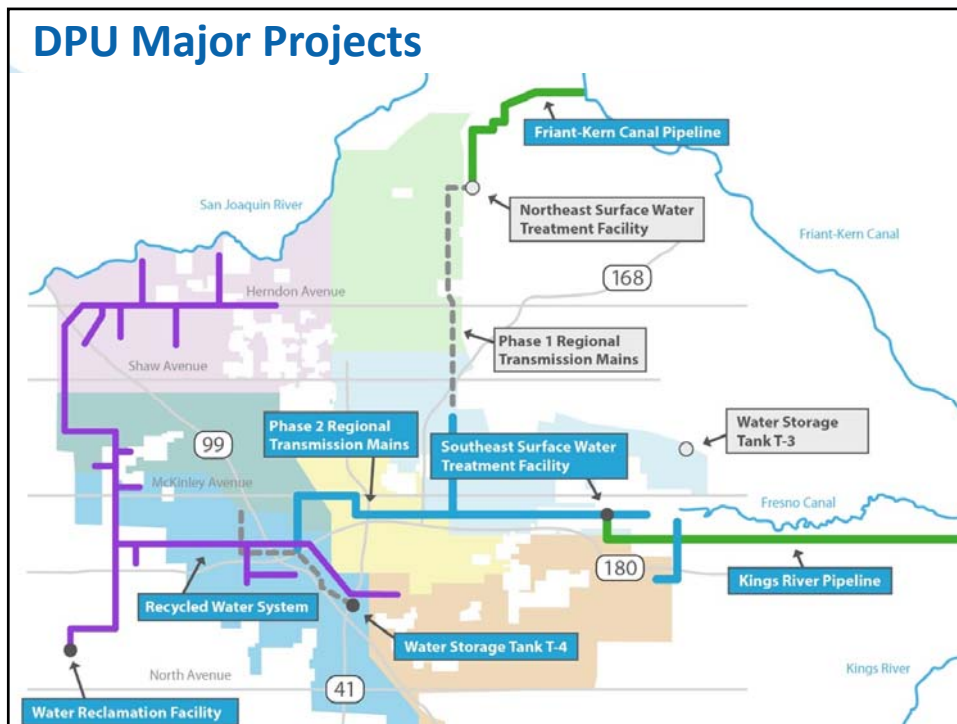 DPU Major Projects
Friant-Kern Canal Pipeline
San Joaquin River
Northeast Surface Water
Treatment Facility
Friant-Kern Canal
168
Herndon Avenue
Phase 1 Regional
Transmission Mains
Shaw Avenue
Phase 2 Regional
Transmission Mains
Southeast Surface Water
Treatment Facility
Water Storage
Tank T-3
99
McKinley Avenue
Fresno Canal
180
Kings River Pipeline
Recycled Water System
Water Storage Tank T-4
North Avenue
41
Kings River
Water Reclamation Facility